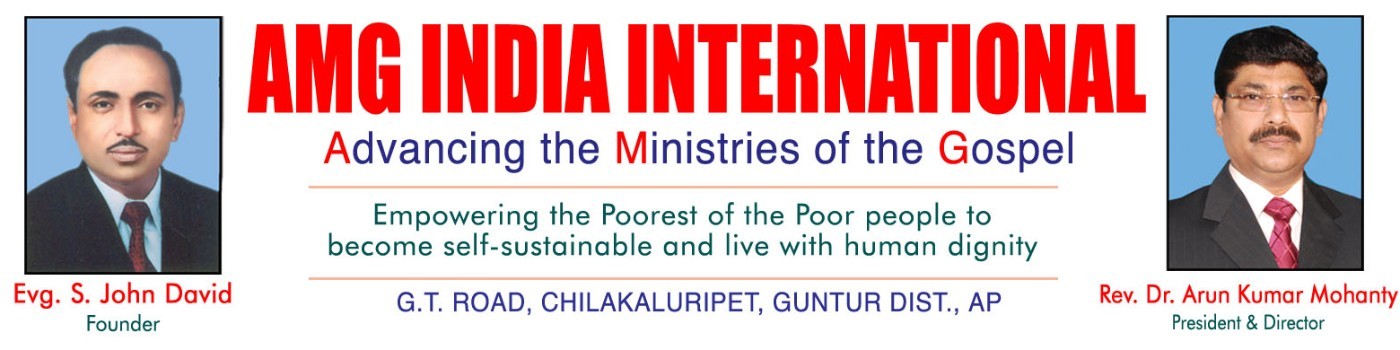 AMG INDIA INTERNATIONAL
Advancing the Ministries of the Gospel
Empowering the Poorest of the Poor people to
become self-sustainable and live with human dignity
G.T. ROAD, CHILAKALURIPET, GUNTUR DIST., AP
Evg. S. John David
Founder
Rev. Dr. Arun Kumar Mohanty
President & Director